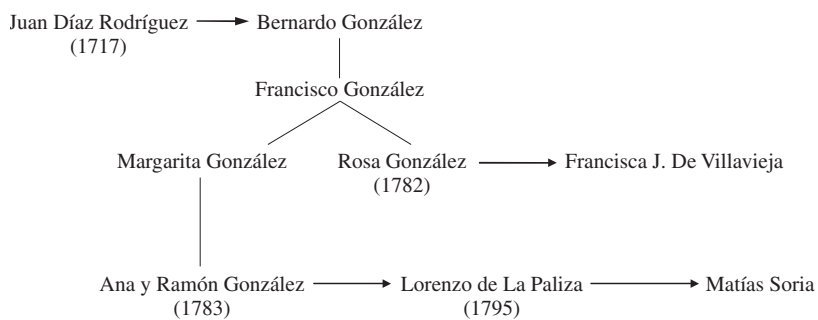 Juan Díaz Rodríguez Bernardo González
(1717)
Francisco González
Margarita González Rosa González Francisca J. De Villavieja
(1782)
Ana y Ramón González Lorenzo de La Paliza Matías Soria
(1783) (1795)